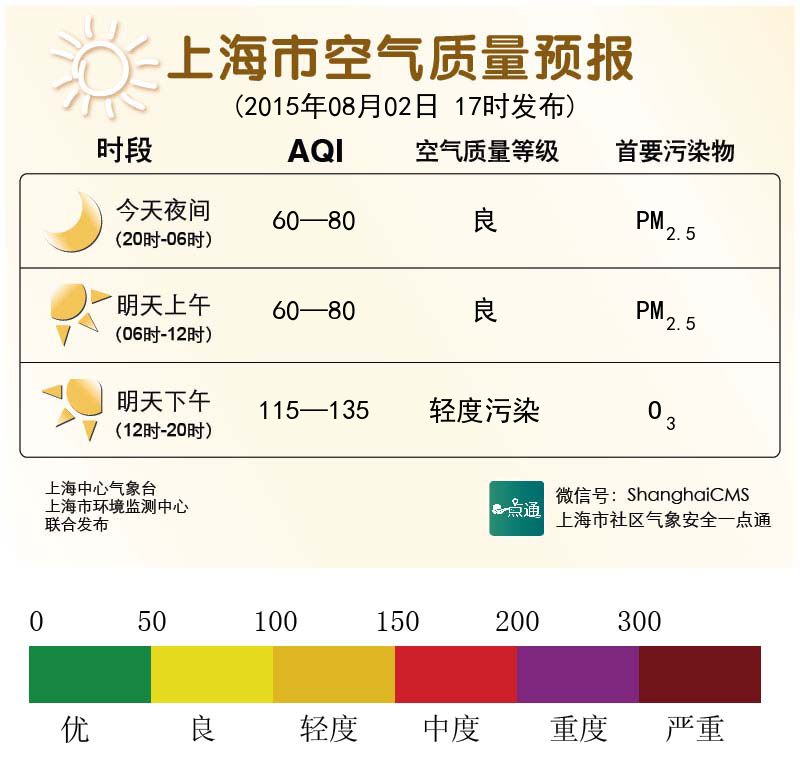 上海市空气质量预报
(2015年08月02日 17时发布)
时段 AQI 空气质量等级 首要污染物
今天夜间 60—80 良 PM2.5
(20时-06时)
明天上午 60—80 良 PM2.5
(06时-12时)
明天下午 115—135 轻度污染 O3
(12时-20时)
上海中心气象台
上海市环境监测中心
联合发布
一点通
微信号：ShanghaiCMS
上海市社区气象安全一点通
0 50 100 150 200 300
优 良 轻度 中度 重度 严重